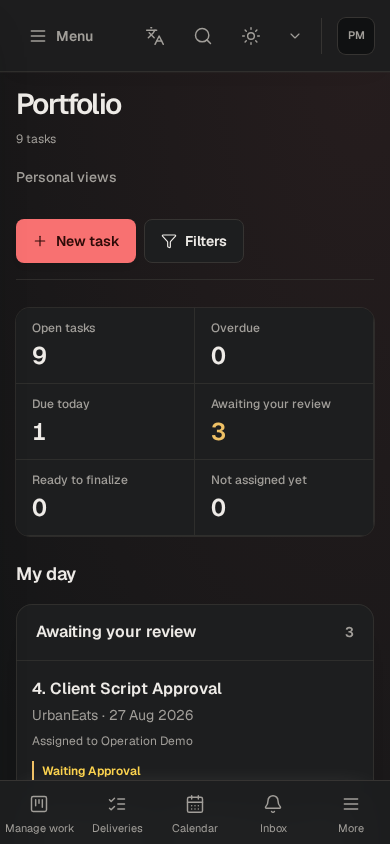 Menu
PM
Portfolio
9 tasks
Personal views
New task
Filters
Open tasks
9
Overdue
0
Due today
1
Awaiting your review
3
Ready to finalize
0
Not assigned yet
0
My day
Awaiting your review
3
4. Client Script Approval
UrbanEats · 27 Aug 2026
Assigned to Operation Demo
Waiting Approval
Manage work
Deliveries
Calendar
Inbox
More